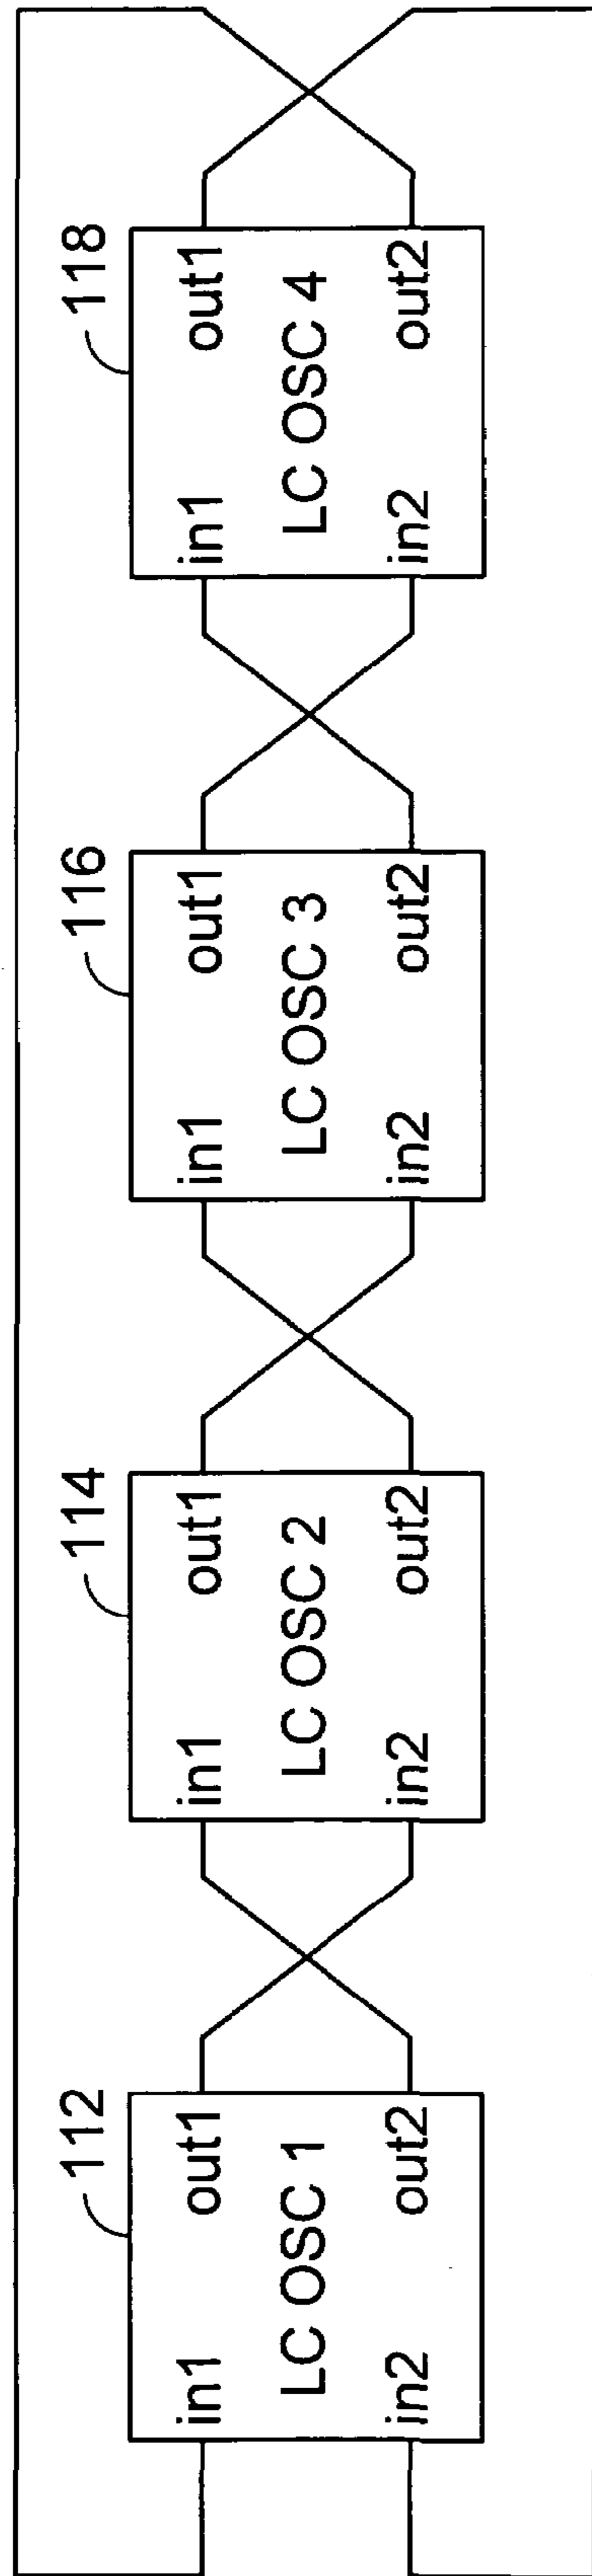 112
in1 out1
LC OSC 1
in2 out2
114
in1 out1
LC OSC 2
in2 out2
116
in1 out1
LC OSC 3
in2 out2
118
in1 out1
LC OSC 4
in2 out2